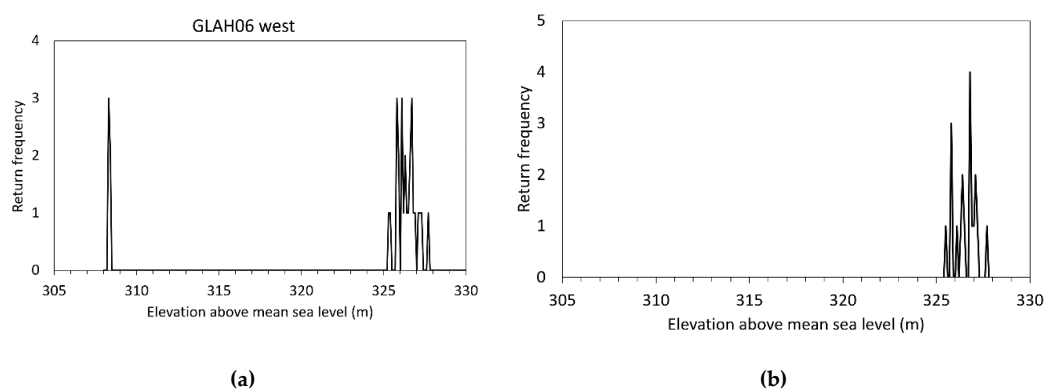 GLAH06 west
4
3
2
1
0
Return frequency
305 310 315 320 325 330
Elevation above mean sea level (m)
(a)
5
4
3
2
1
0
Return frequency
305 310 315 320 325 330
Elevation above mean sea level (m)
(b)